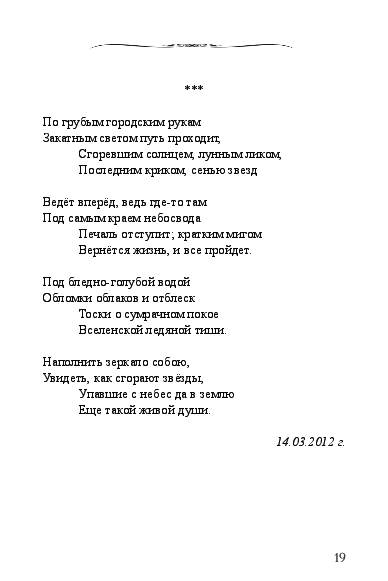 ***
По грубым городским рукам
Закатным светом путь проходит,
Сгоревшим солнцем, лунным ликом,
Последним криком, сенью звезд
Ведёт вперёд, ведь где-то там
Под самым краем небосвода
Печаль отступит; кратким мигом
Вернётся жизнь, и все пройдет.
Под бледно-голубой водой
Обломки облаков и отблеск
Тоски о сумрачном покое
Вселенской ледяной тиши.
Наполнить зеркало собою,
Увидеть, как сгорают звёзды,
Упавшие с небес да в землю
Еще такой живой души.
14.03.2012 г.
19